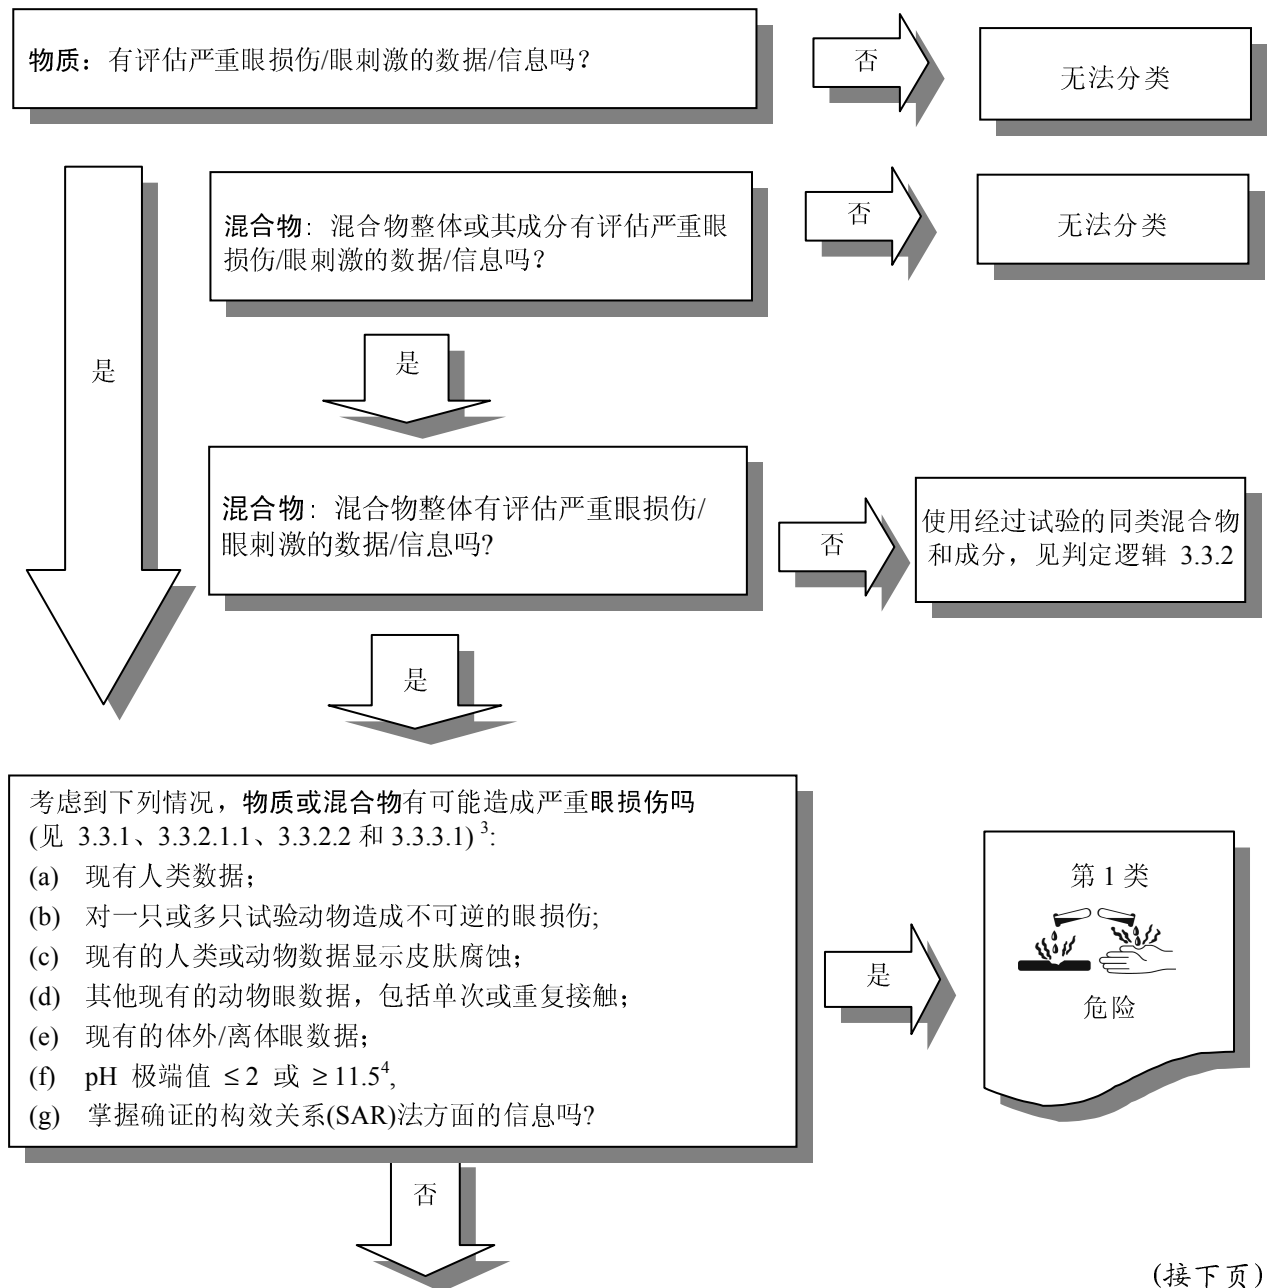 物质：有评估严重眼损伤/眼刺激的数据/信息吗？
否
无法分类
混合物：混合物整体或其成分有评估严重眼
损伤/眼刺激的数据/信息吗？
否
无法分类
是
是
混合物：混合物整体有评估严重眼损伤/
眼刺激的数据/信息吗?
否
使用经过试验的同类混合物
和成分，见判定逻辑 3.3.2
是
考虑到下列情况，物质或混合物有可能造成严重眼损伤吗
(见 3.3.1、3.3.2.1.1、3.3.2.2 和 3.3.3.1) ³:
(a) 现有人类数据；
(b) 对一只或多只试验动物造成不可逆的眼损伤;
(c) 现有的人类或动物数据显示皮肤腐蚀；
(d) 其他现有的动物眼数据，包括单次或重复接触；
(e) 现有的体外/离体眼数据；
(f) pH 极端值 ≤ 2 或 ≥ 11.5⁴,
(g) 掌握确证的构效关系(SAR)法方面的信息吗?
是
第 1 类
危险
否
(接下页)